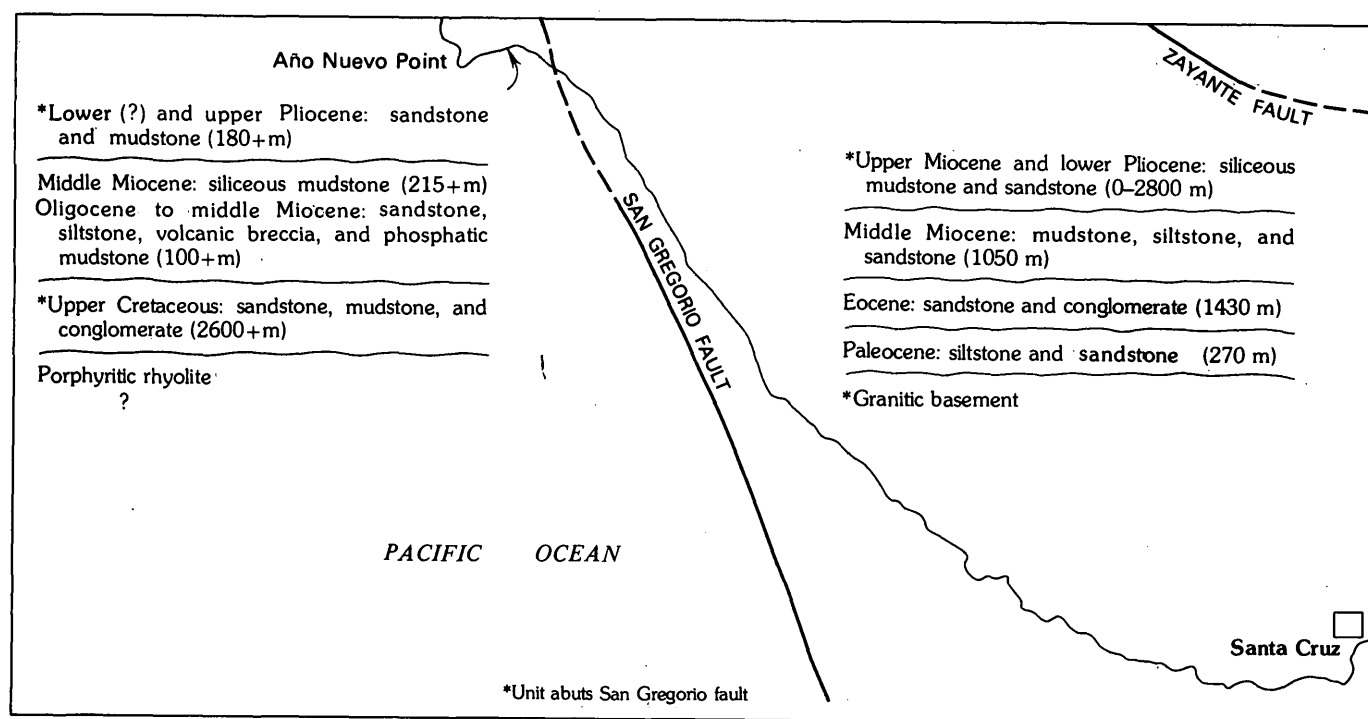 Año Nuevo Point
*Lower (?) and upper Pliocene: sandstone
and mudstone (180+m)
Middle Miocene: siliceous mudstone (215+m)
Oligocene to middle Miocene: sandstone,
siltstone, volcanic breccia, and phosphatic
mudstone (100+m)
*Upper Cretaceous: sandstone, mudstone, and
conglomerate (2600+m)
Porphyritic rhyolite
?
SAN GREGORIO FAULT
ZAYANTE FAULT
*Upper Miocene and lower Pliocene: siliceous
mudstone and sandstone (0–2800 m)
Middle Miocene: mudstone, siltstone, and
sandstone (1050 m)
Eocene: sandstone and conglomerate (1430 m)
Paleocene: siltstone and sandstone (270 m)
*Granitic basement
PACIFIC OCEAN
Santa Cruz
*Unit abuts San Gregorio fault